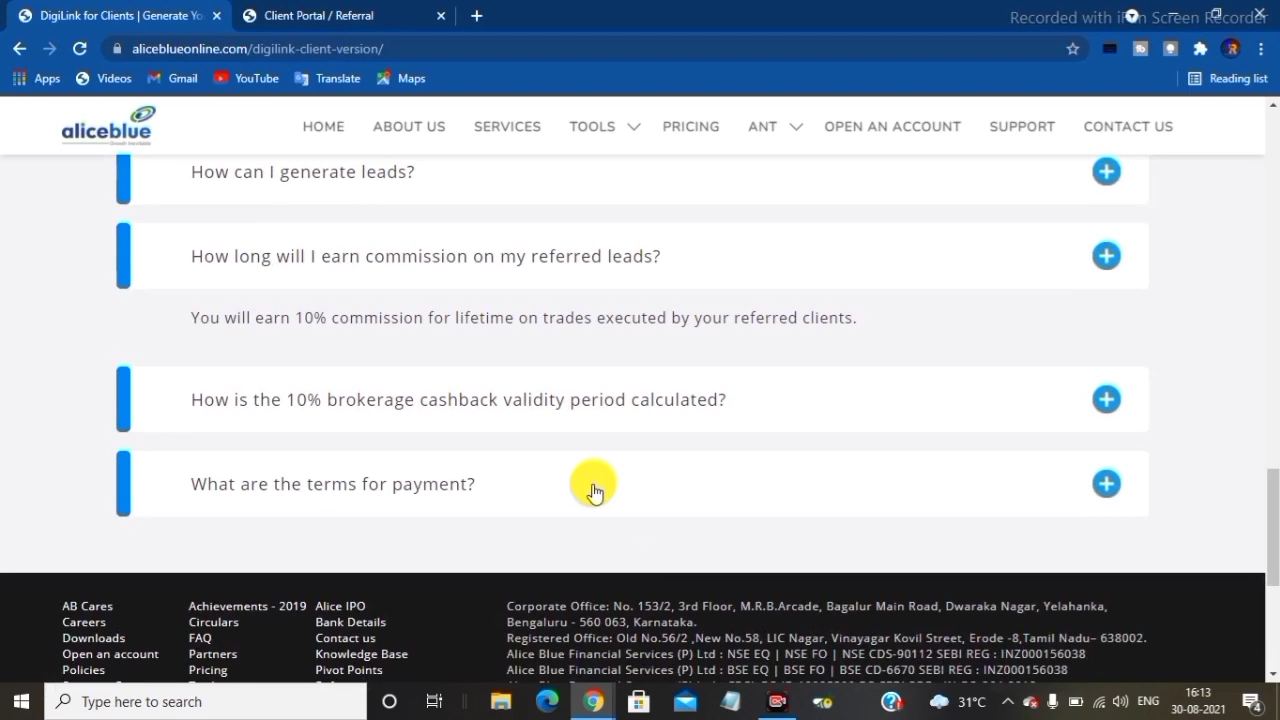 DigiLink for Clients | Generate Yo
Client Portal / Referral
Recorded with iFun Screen Recorder
aliceblueonline.com/digilink-client-version/
Apps Videos Gmail YouTube Translate Maps Reading list
aliceblue
HOME ABOUT US SERVICES TOOLS PRICING ANT OPEN AN ACCOUNT SUPPORT CONTACT US
How can I generate leads?
How long will I earn commission on my referred leads?
You will earn 10% commission for lifetime on trades executed by your referred clients.
How is the 10% brokerage cashback validity period calculated?
What are the terms for payment?
AB Cares Achievements - 2019 Alice IPO Corporate Office: No. 153/2, 3rd Floor, M.R.B.Arcade, Bagalur Main Road, Dwaraka Nagar, Yelahanka,
Careers Circulars Bank Details Bengaluru - 560 063, Karnataka.
Downloads FAQ Contact us Registered Office: Old No.56/2 ,New No.58, LIC Nagar, Vinayagar Kovil Street, Erode -8,Tamil Nadu– 638002.
Open an account Partners Knowledge Base Alice Blue Financial Services (P) Ltd : NSE EQ | NSE FO | NSE CDS-90112 SEBI REG : INZ000156038
Policies Pricing Pivot Points Alice Blue Financial Services (P) Ltd : BSE EQ | BSE FO | BSE CD-6670 SEBI REG : INZ000156038
Type here to search
31°C
ENG
16:13
30-08-2021
4